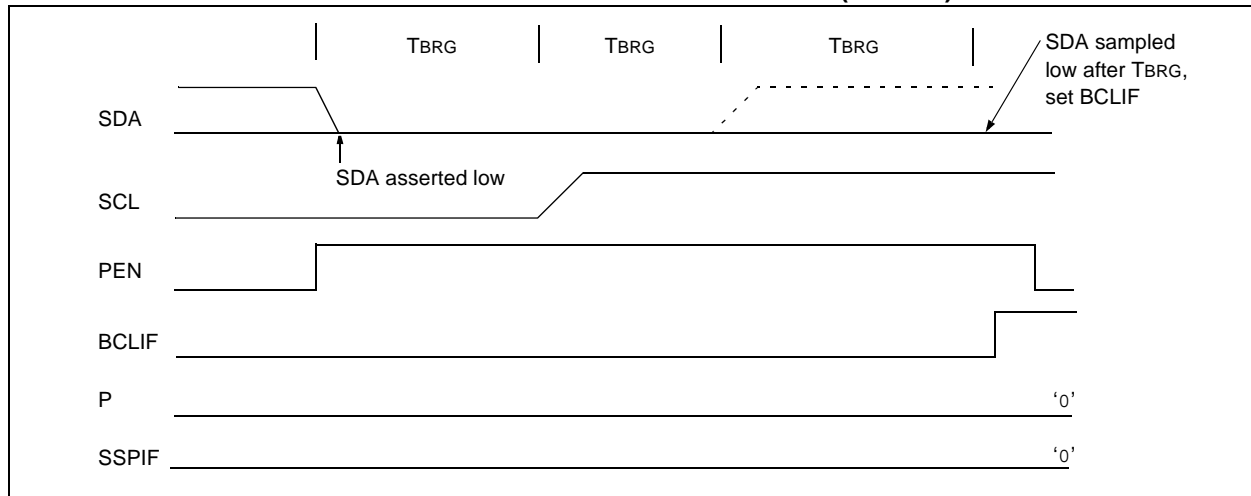 TBRG TBRG TBRG
SDA sampled
low after TBRG,
set BCLIF
SDA
SDA asserted low
SCL
PEN
BCLIF
P
‘0’
SSPIF
‘0’